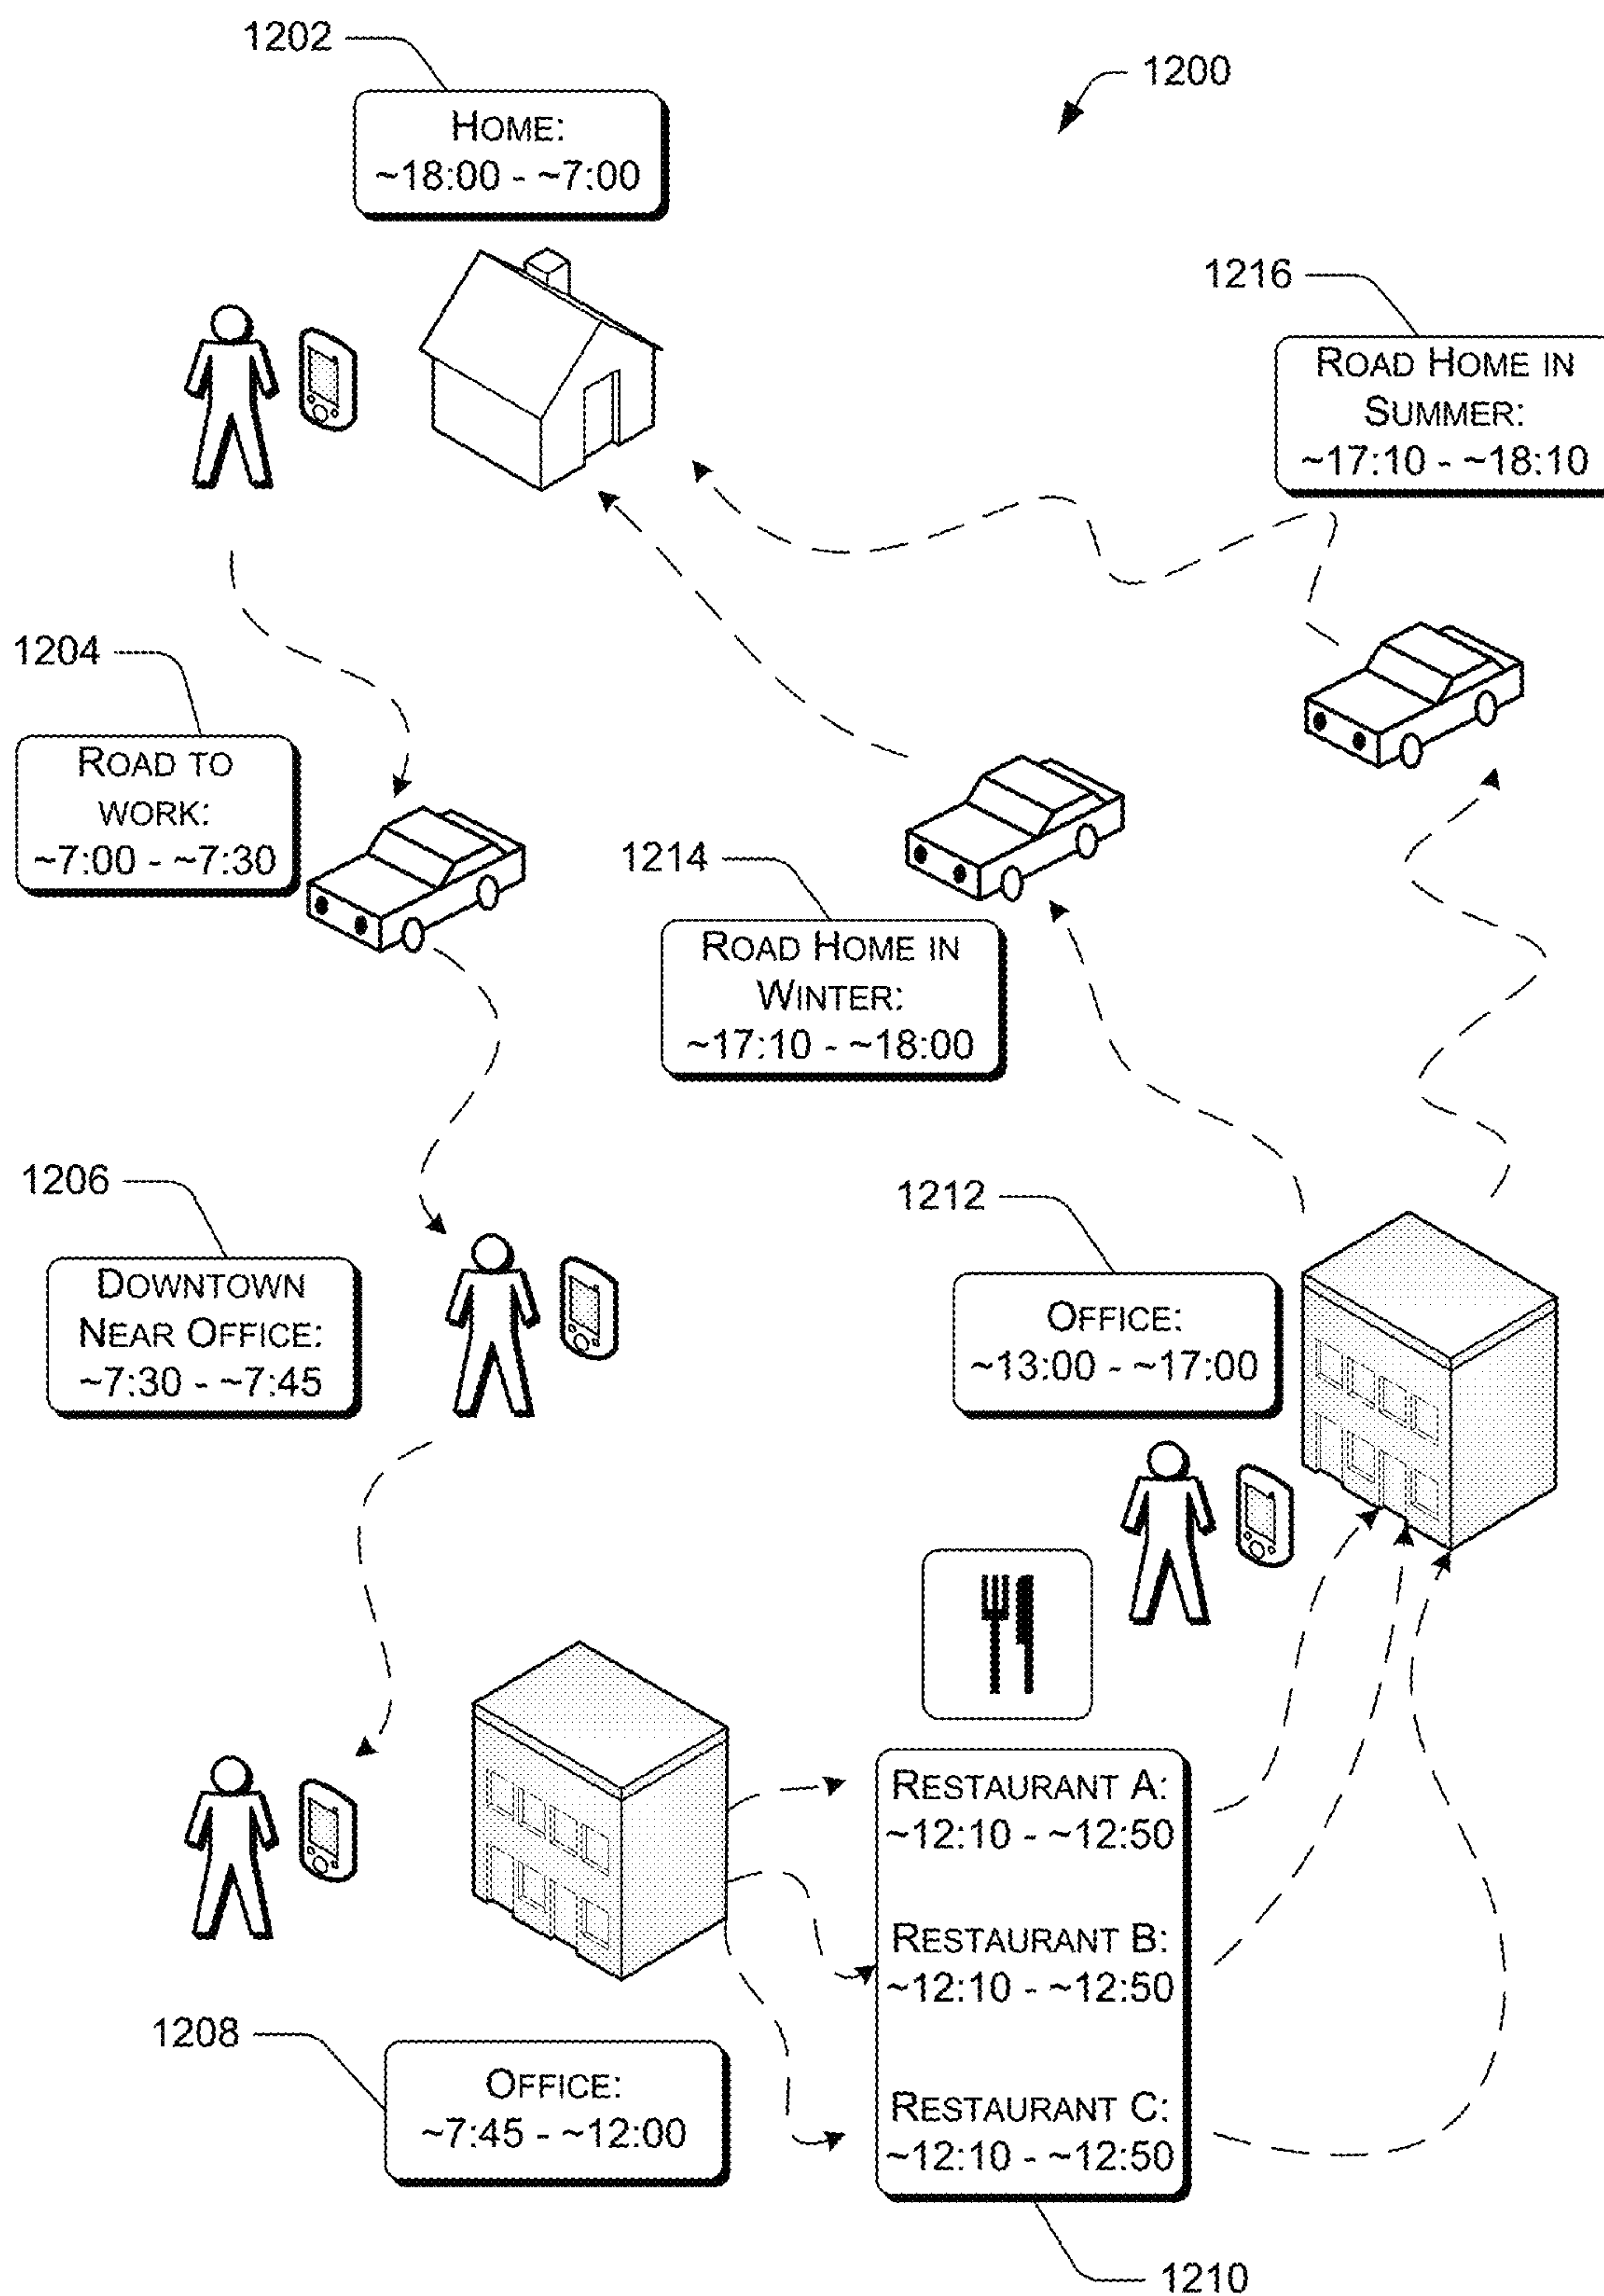 1202
1200
HOME:
~18:00 - ~7:00
1216
ROAD HOME IN
SUMMER:
~17:10 - ~18:10
1204
ROAD TO
WORK:
~7:00 - ~7:30
1214
ROAD HOME IN
WINTER:
~17:10 - ~18:00
1206
DOWNTOWN
NEAR OFFICE:
~7:30 - ~7:45
1212
OFFICE:
~13:00 - ~17:00
1208
OFFICE:
~7:45 - ~12:00
RESTAURANT A:
~12:10 - ~12:50
RESTAURANT B:
~12:10 - ~12:50
RESTAURANT C:
~12:10 - ~12:50
1210